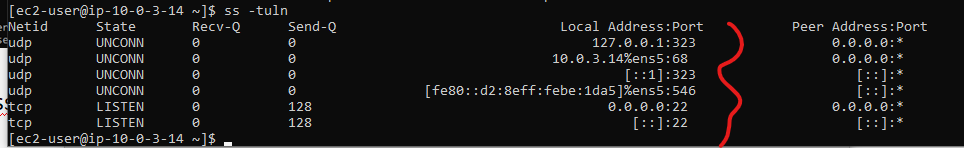 [ec2-user@ip-10-0-3-14 ~]$ ss -tuln
Netid State Recv-Q Send-Q Local Address:Port Peer Address:Port
udp UNCONN 0 0 127.0.0.1:323 0.0.0.0:*
udp UNCONN 0 0 10.0.3.14%ens5:68 0.0.0.0:*
udp UNCONN 0 0 [::1]:323 [::]:*
udp UNCONN 0 0 [fe80::d2:8eff:febe:1da5]%ens5:546 [::]:*
tcp LISTEN 0 128 0.0.0.0:22 0.0.0.0:*
tcp LISTEN 0 128 [::]:22 [::]:*
[ec2-user@ip-10-0-3-14 ~]$